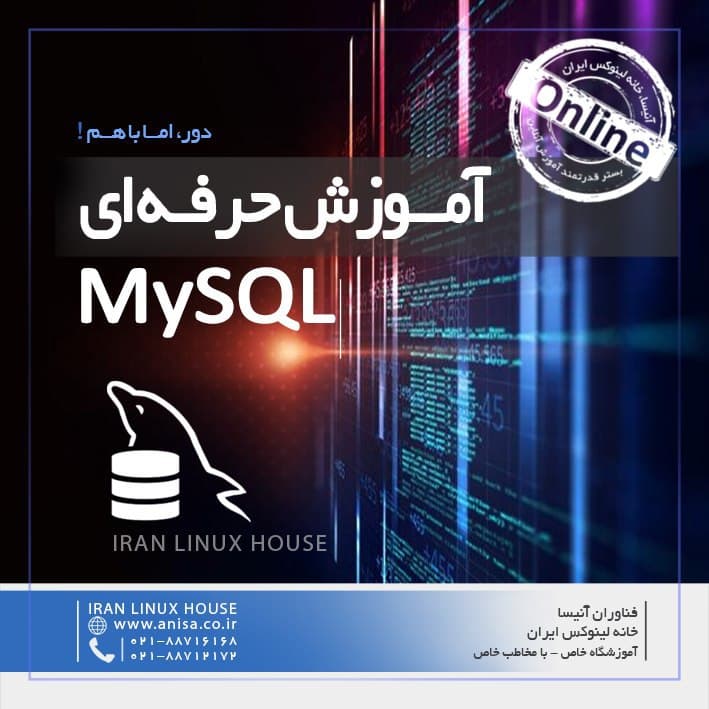 آنیسا، خانه لینوکس ایران
Online
بستر قدرتمند آموزش آنلاین
دور، اما باهم!
آموزش حرفه‌ای
MySQL
IRAN LINUX HOUSE
IRAN LINUX HOUSE
www.anisa.co.ir
۰۲۱-۸۸۷۱۶۱۶۸
۰۲۱-۸۸۷۱۲۱۷۲
فناوران آنیسا
خانه لینوکس ایران
آموزشگاه خاص - با مخاطب خاص